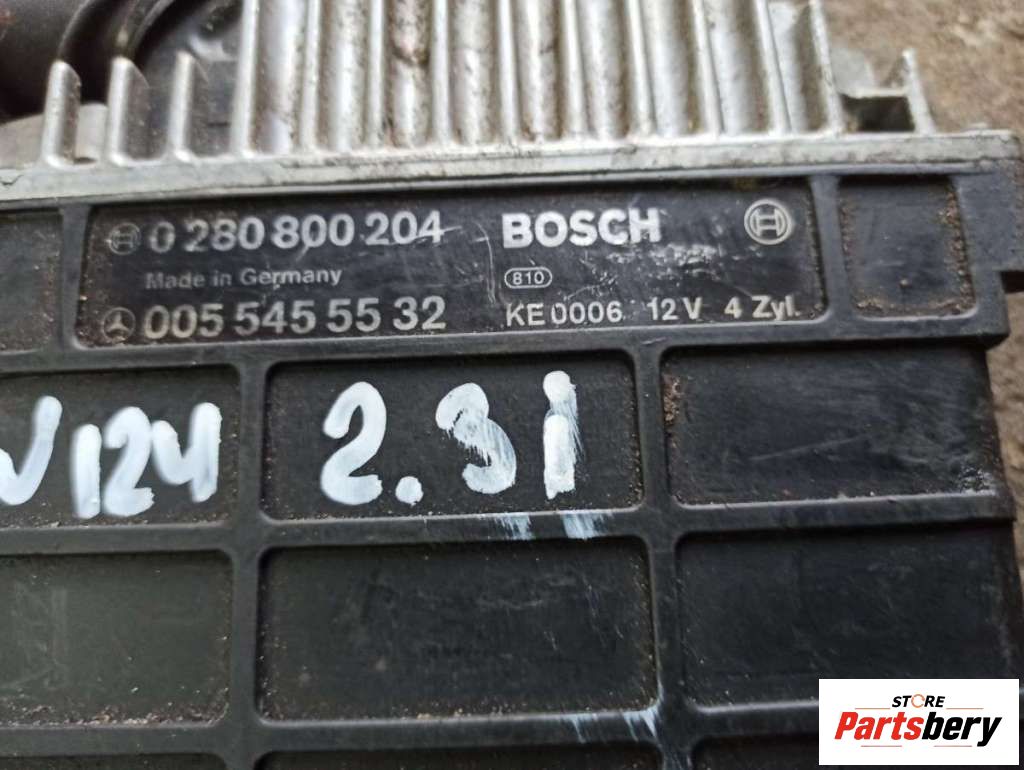 0 280 800 204 BOSCH
Made in Germany 810
005 545 55 32 KE 0006 12 V 4 Zyl.
W124 2.3i
STORE
Partsbery